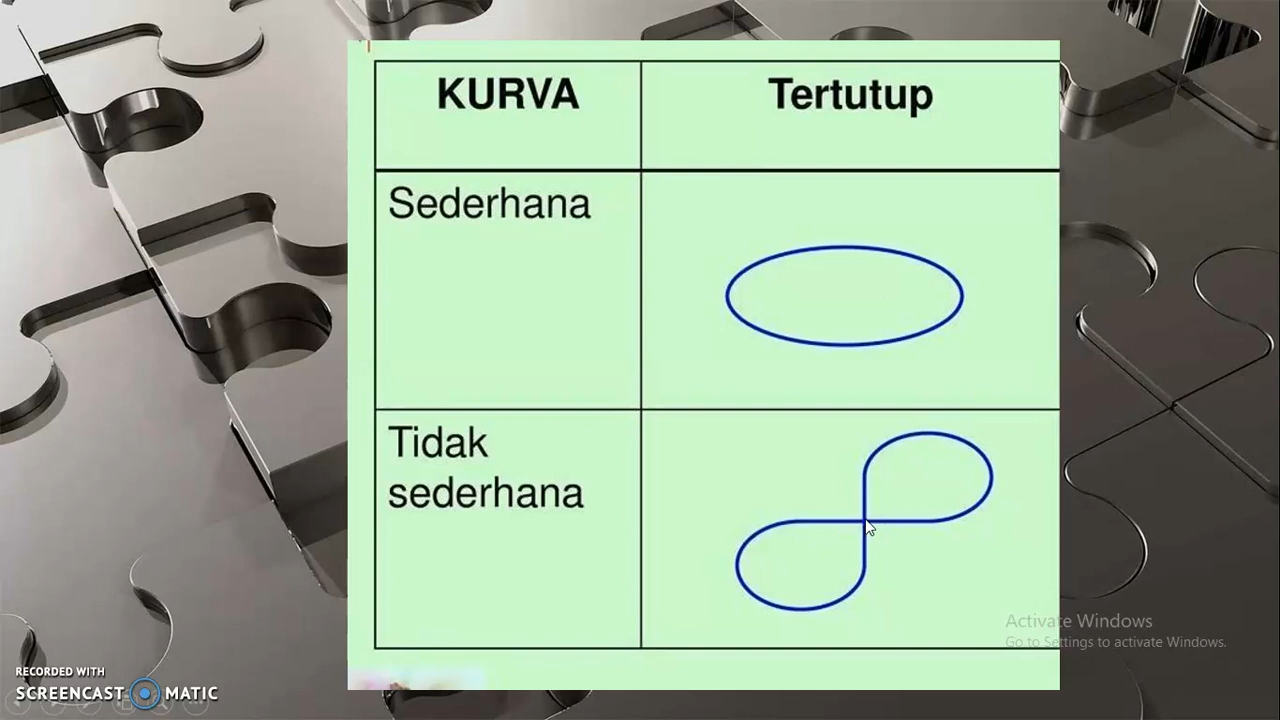 KURVA
Tertutup
Sederhana
Tidak
sederhana
Activate Windows
Go to Settings to activate Windows.
RECORDED WITH
SCREENCAST MATIC